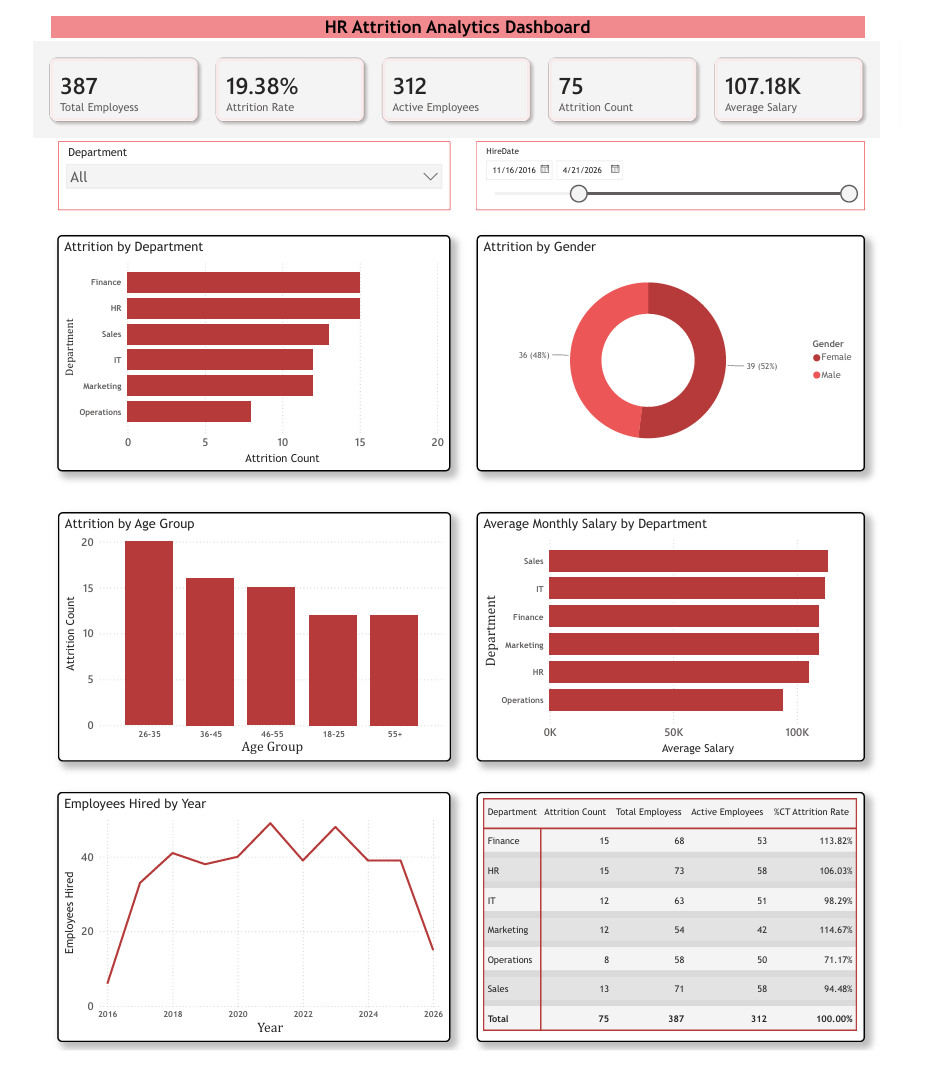 HR Attrition Analytics Dashboard
387
Total Employess
19.38%
Attrition Rate
312
Active Employees
75
Attrition Count
107.18K
Average Salary
Department
All
HireDate
11/16/2016 4/21/2026
Attrition by Department
Department
Finance
HR
Sales
IT
Marketing
Operations
0 5 10 15 20
Attrition Count
Attrition by Gender
36 (48%)
39 (52%)
Gender
Female
Male
Attrition by Age Group
Attrition Count
20
15
10
5
0
26-35 36-45 46-55 18-25 55+
Age Group
Average Monthly Salary by Department
Department
Sales
IT
Finance
Marketing
HR
Operations
0K 50K 100K
Average Salary
Employees Hired by Year
Employees Hired
40
20
0
2016 2018 2020 2022 2024 2026
Year
Department Attrition Count Total Employess Active Employees %CT Attrition Rate
Finance 15 68 53 113.82%
HR 15 73 58 106.03%
IT 12 63 51 98.29%
Marketing 12 54 42 114.67%
Operations 8 58 50 71.17%
Sales 13 71 58 94.48%
Total 75 387 312 100.00%